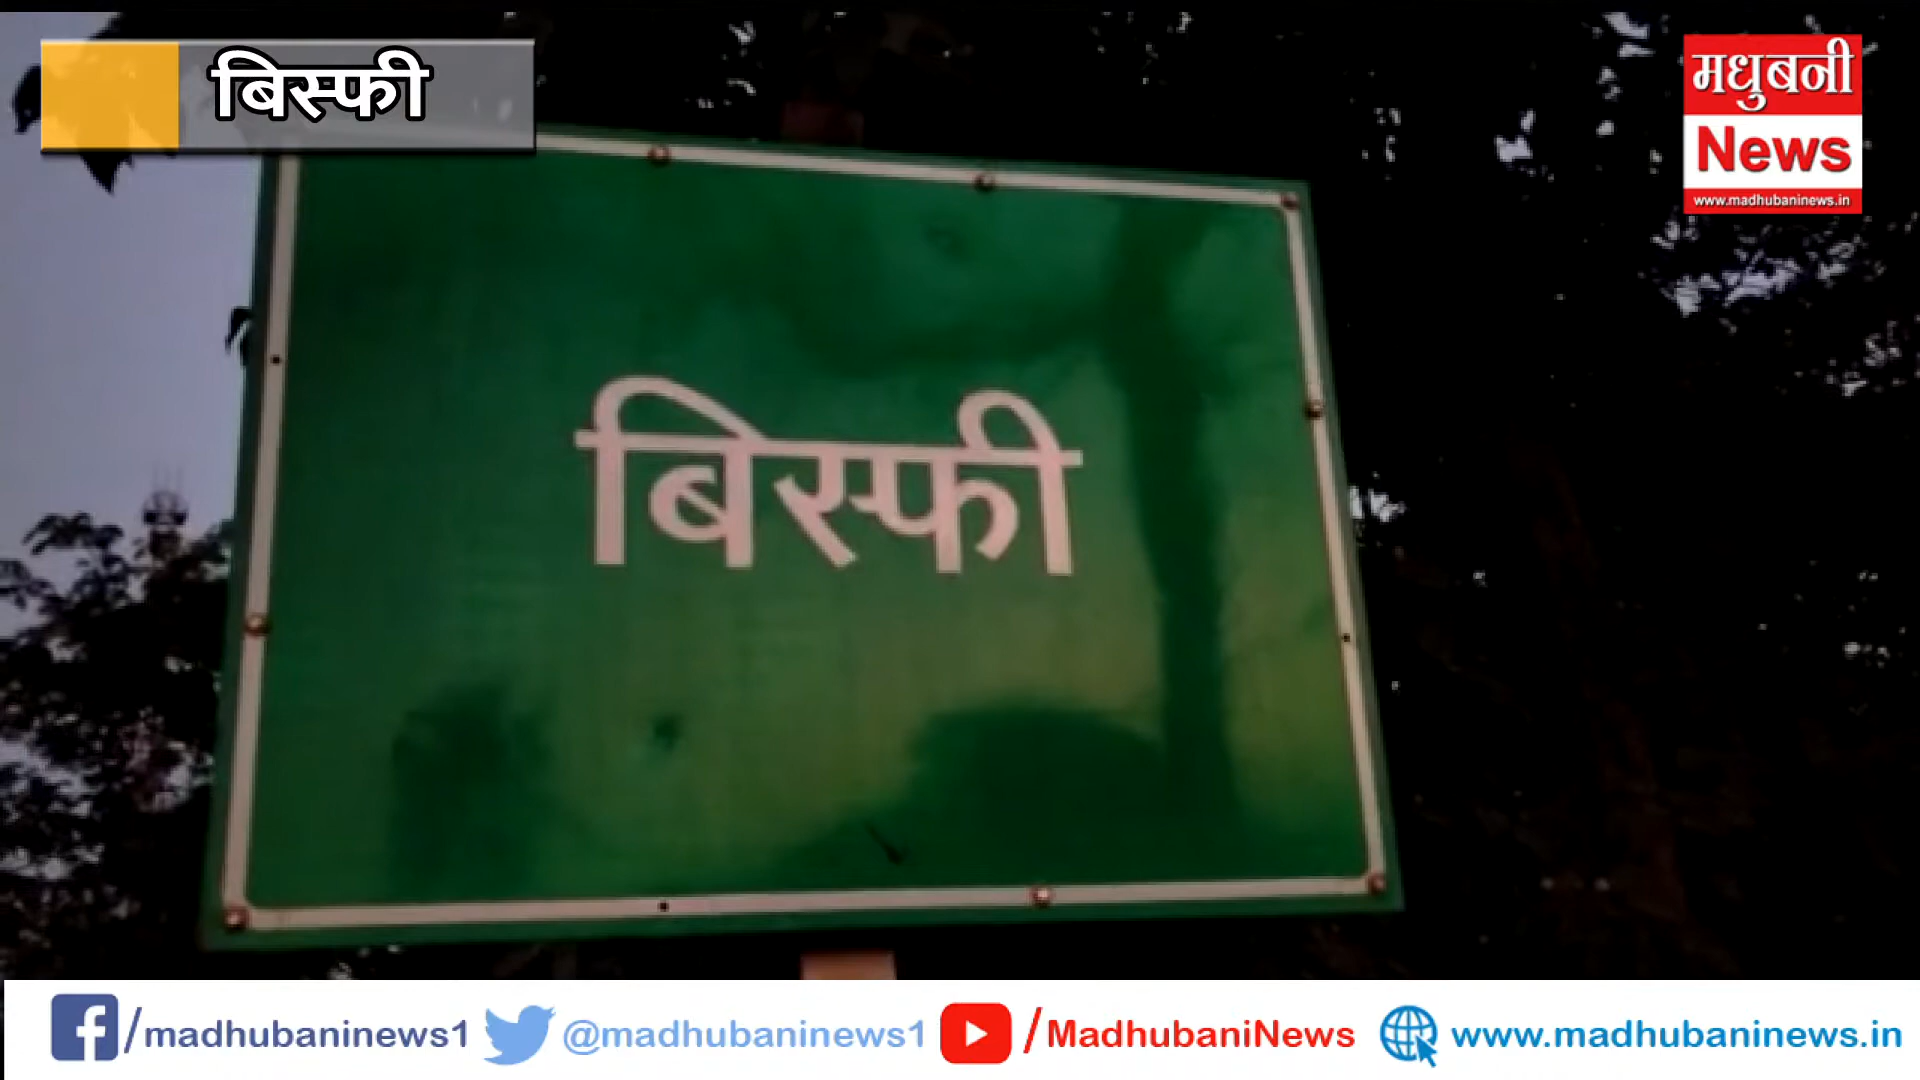 बिस्फी
मधुबनी
News
www.madhubaninews.in
बिस्फी
/madhubaninews1 @madhubaninews1 /MadhubaniNews www.madhubaninews.in